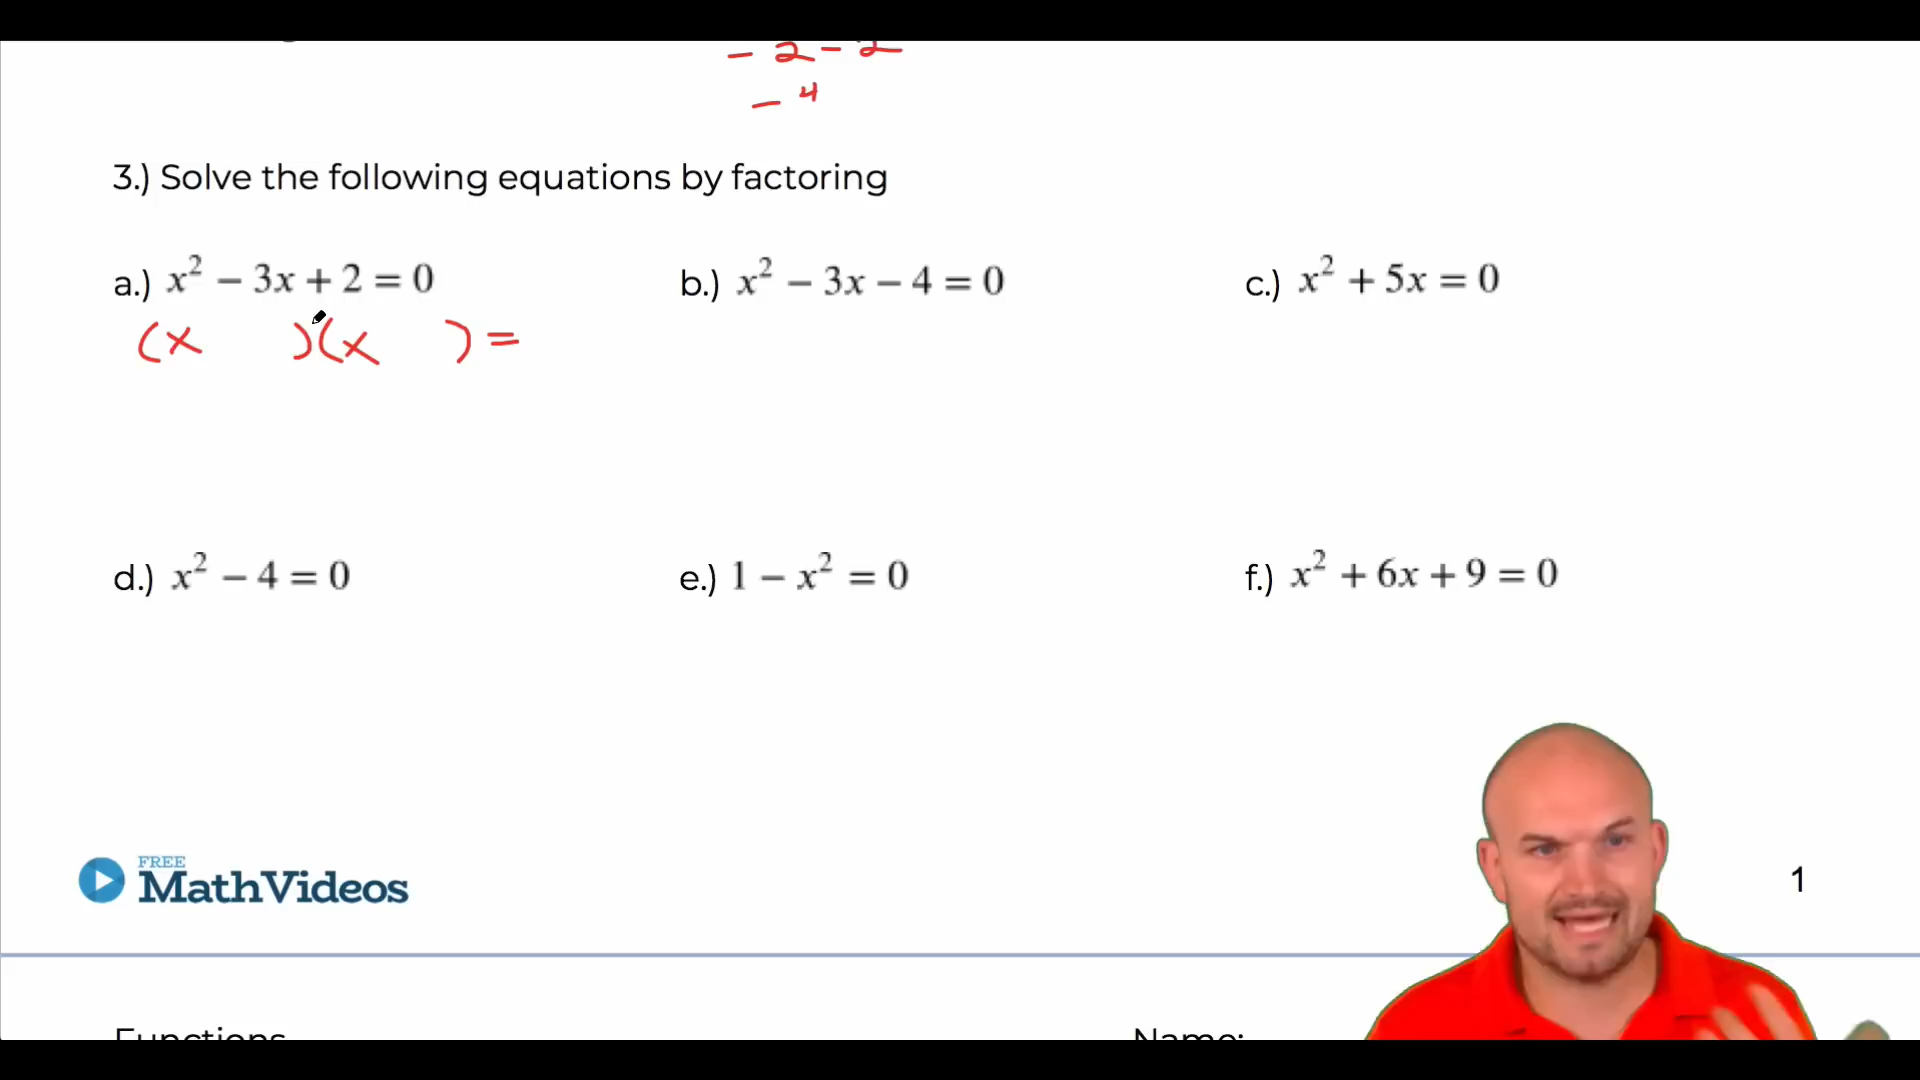 - 2 - 2
- 4
3.) Solve the following equations by factoring
a.) x² − 3x + 2 = 0 b.) x² − 3x − 4 = 0 c.) x² + 5x = 0
(x )(x ) =
d.) x² − 4 = 0 e.) 1 − x² = 0 f.) x² + 6x + 9 = 0
FREE
MathVideos
1
Functions Name: